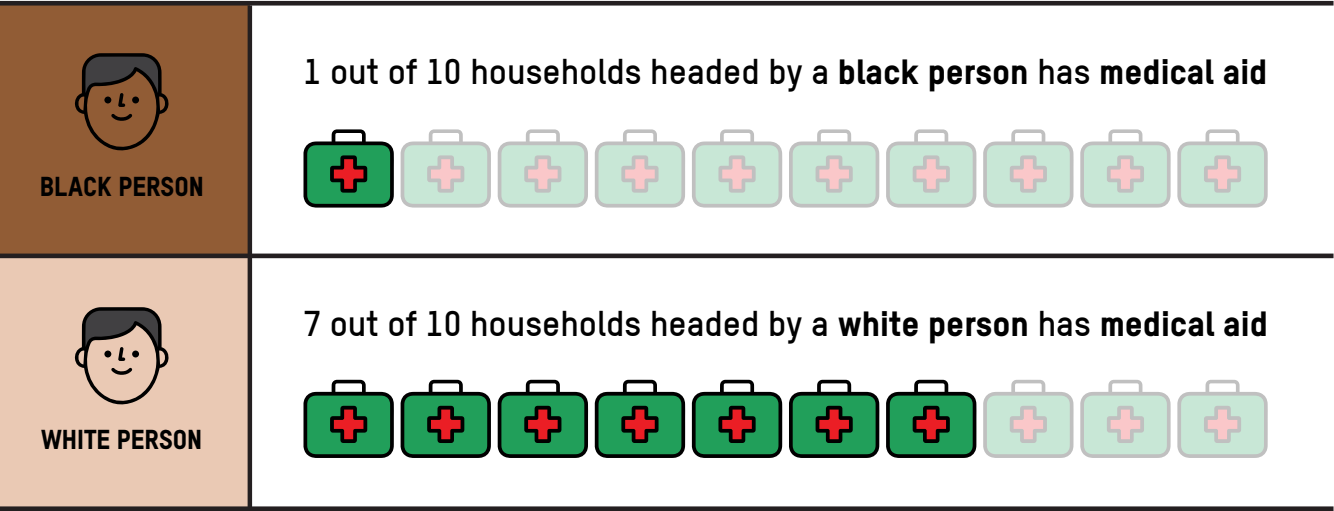 1 out of 10 households headed by a black person has medical aid
BLACK PERSON
7 out of 10 households headed by a white person has medical aid
WHITE PERSON